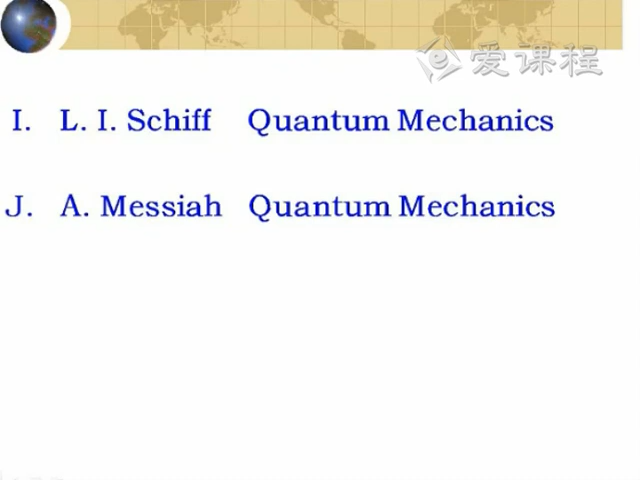 爱课程
I. L. I. Schiff Quantum Mechanics
J. A. Messiah Quantum Mechanics